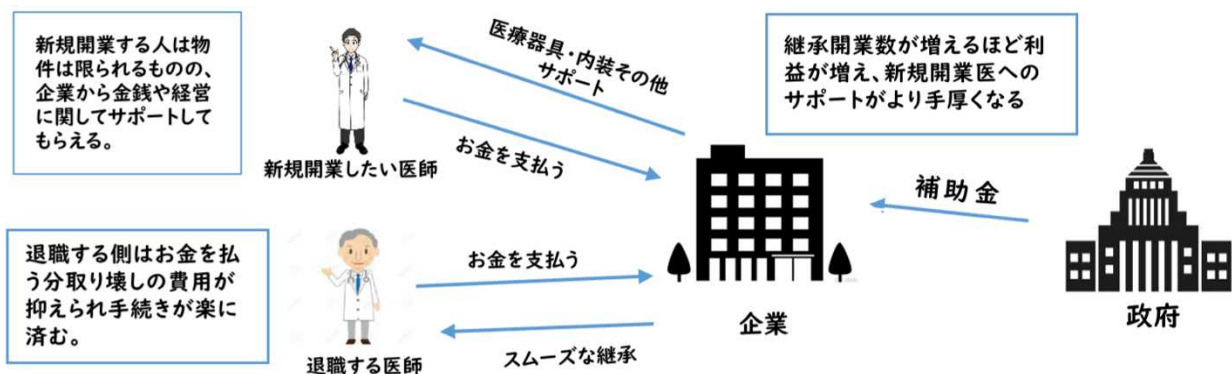 新規開業する人は物
件は限られるものの、
企業から金銭や経営
に関してサポートして
もらえる。
新規開業したい医師
医療器具・内装その他
サポート
お金を支払う
継承開業数が増えるほど利
益が増え、新規開業医への
サポートがより手厚くなる
補助金
企業
政府
退職する側はお金を払
う分取り壊しの費用が
抑えられ手続きが楽に
済む。
退職する医師
お金を支払う
スムーズな継承